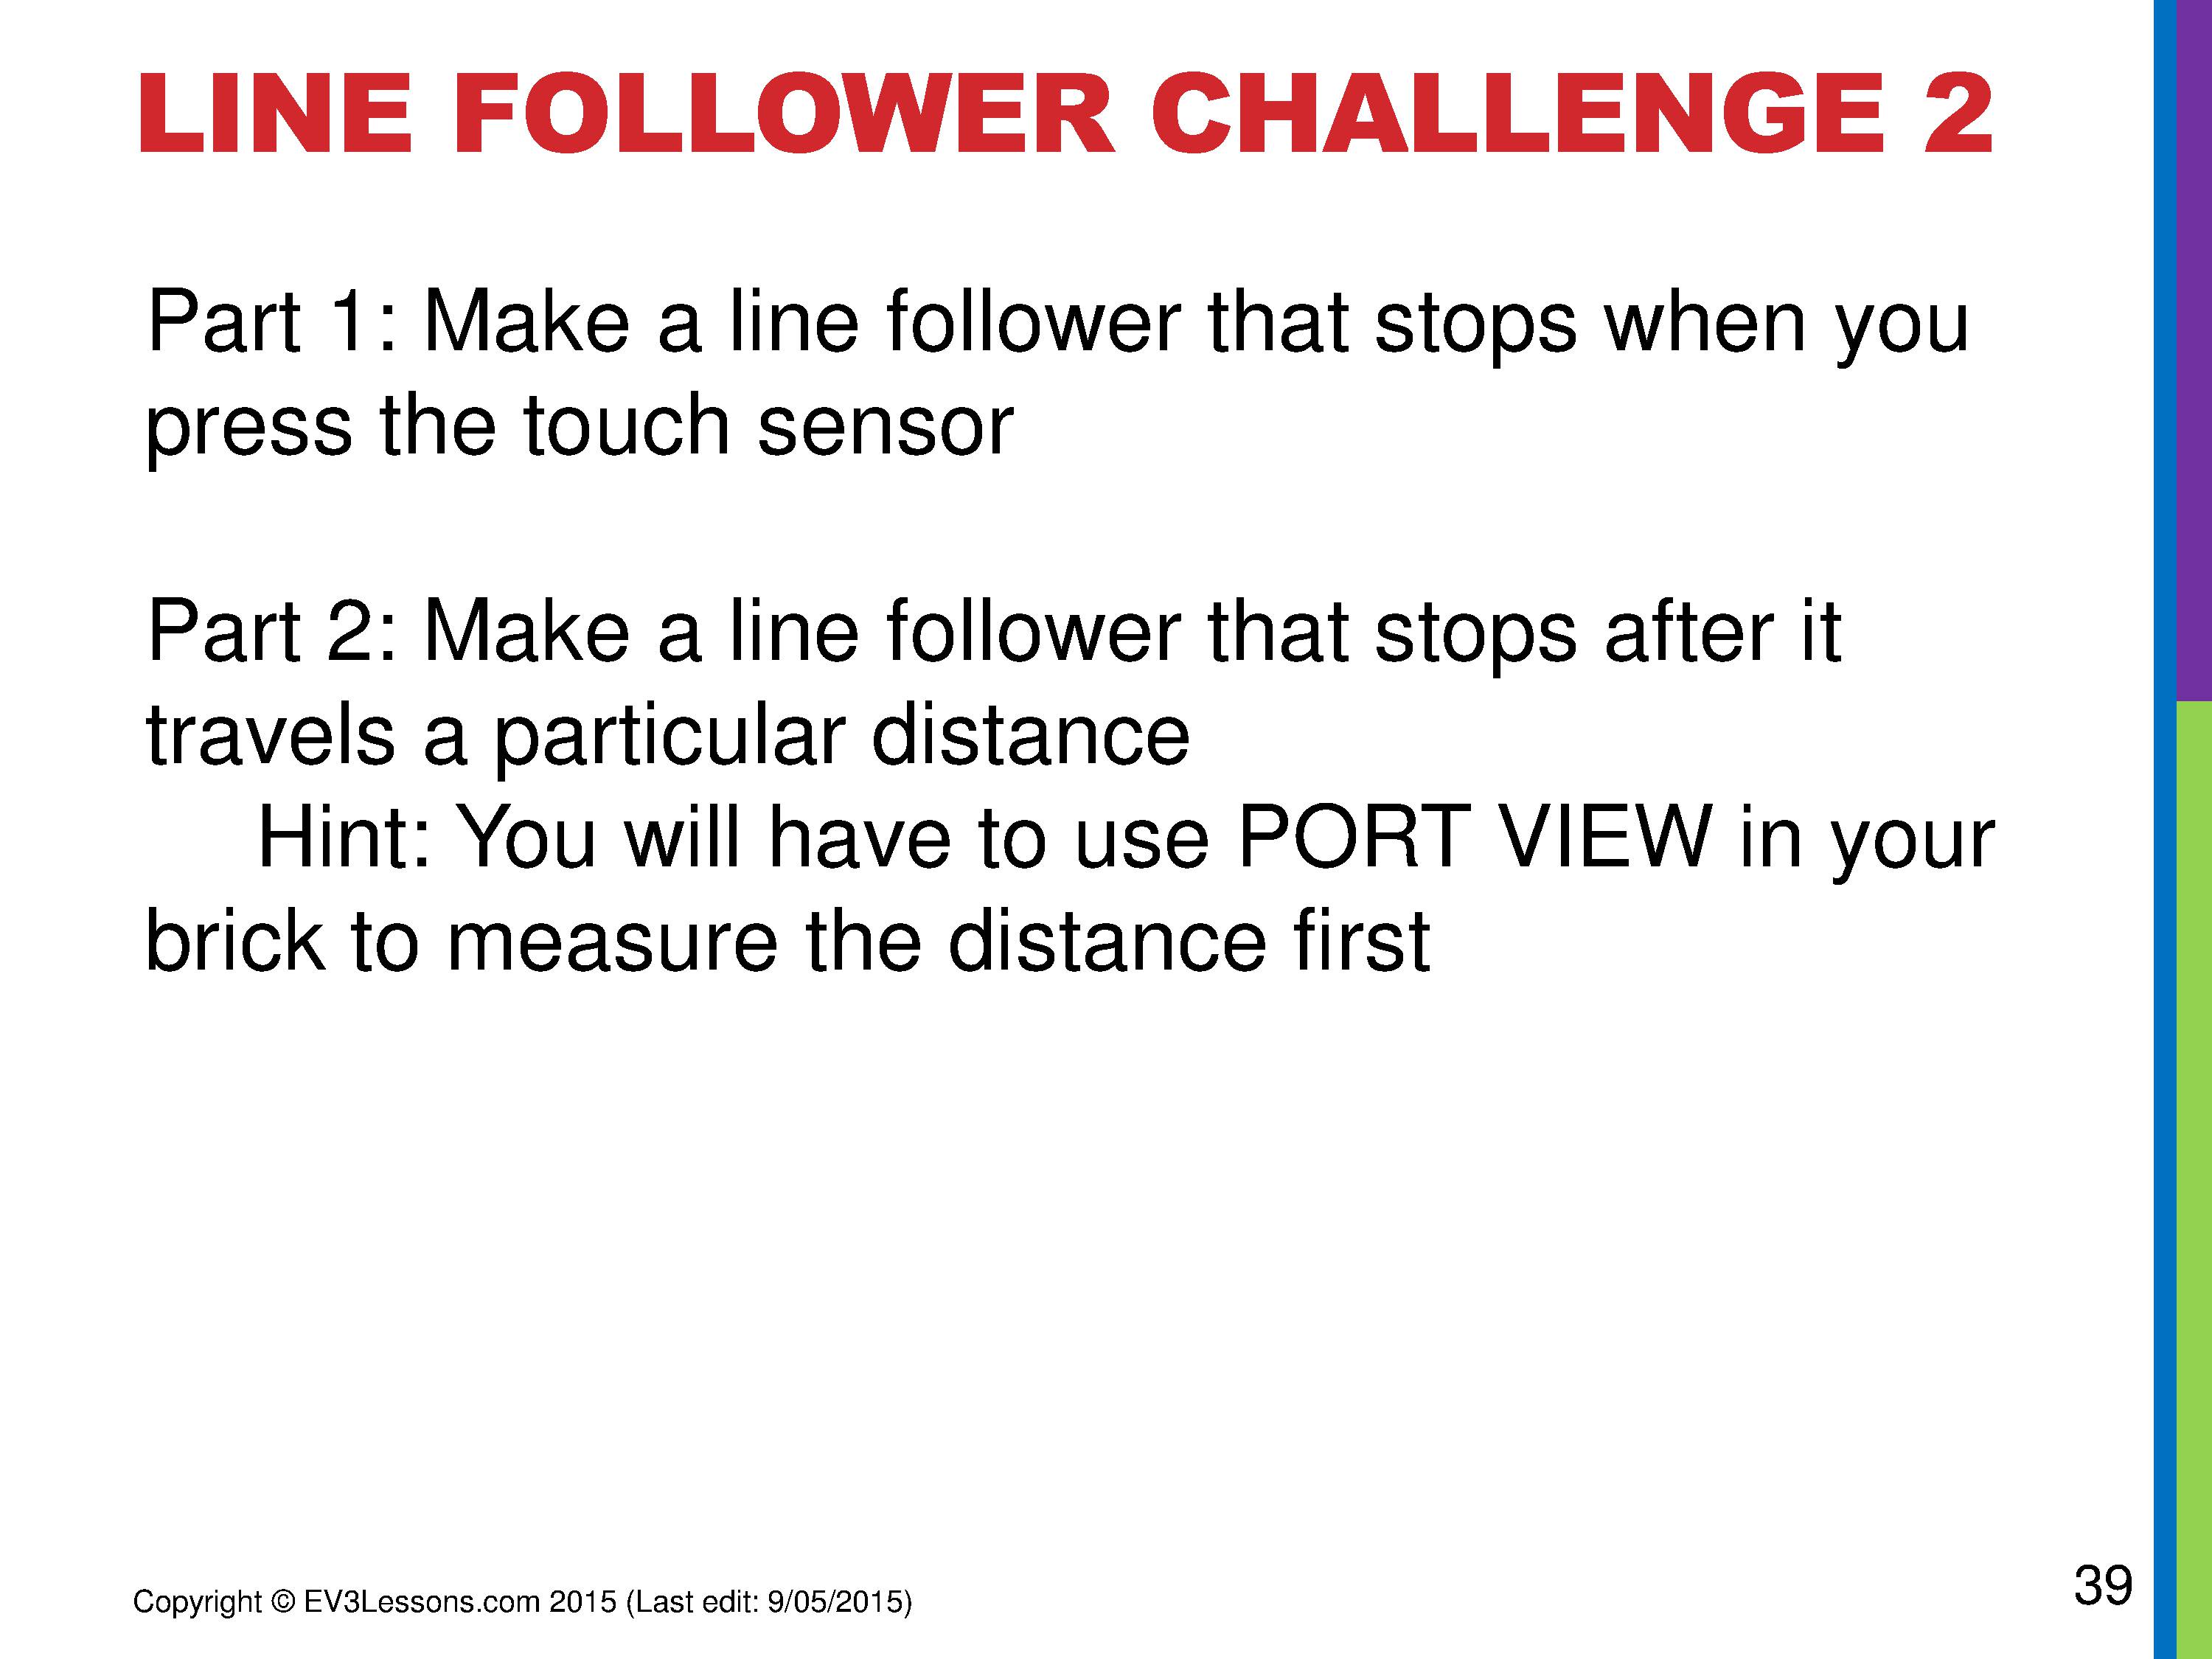 LINE FOLLOWER CHALLENGE 2
Part 1: Make a line follower that stops when you
press the touch sensor
Part 2: Make a line follower that stops after it
travels a particular distance
Hint: You will have to use PORT VIEW in your
brick to measure the distance first
Copyright © EV3Lessons.com 2015 (Last edit: 9/05/2015)
39